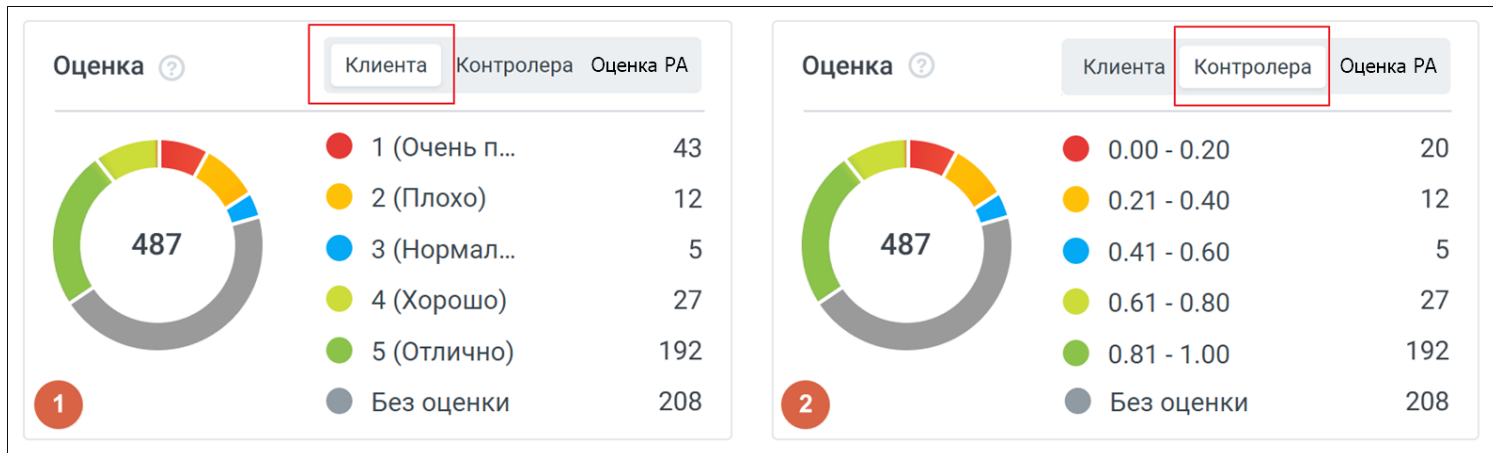 Оценка ? Клиента Контролера Оценка РА
487
1 (Очень п... 43
2 (Плохо) 12
3 (Нормал... 5
4 (Хорошо) 27
5 (Отлично) 192
Без оценки 208
1
Оценка ? Клиента Контролера Оценка РА
487
0.00 - 0.20 20
0.21 - 0.40 12
0.41 - 0.60 5
0.61 - 0.80 27
0.81 - 1.00 192
Без оценки 208
2